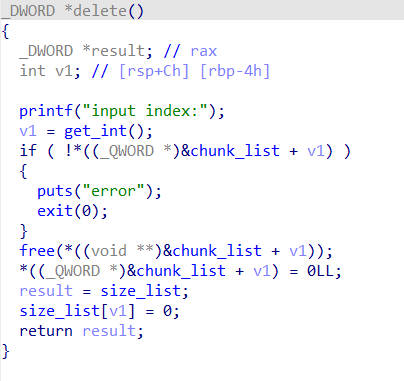 _DWORD *delete()
{
  _DWORD *result; // rax
  int v1; // [rsp+Ch] [rbp-4h]

  printf("input index:");
  v1 = get_int();
  if ( !*((_QWORD *)&chunk_list + v1) )
  {
    puts("error");
    exit(0);
  }
  free(*((void **)&chunk_list + v1));
  *((_QWORD *)&chunk_list + v1) = 0LL;
  result = size_list;
  size_list[v1] = 0;
  return result;
}